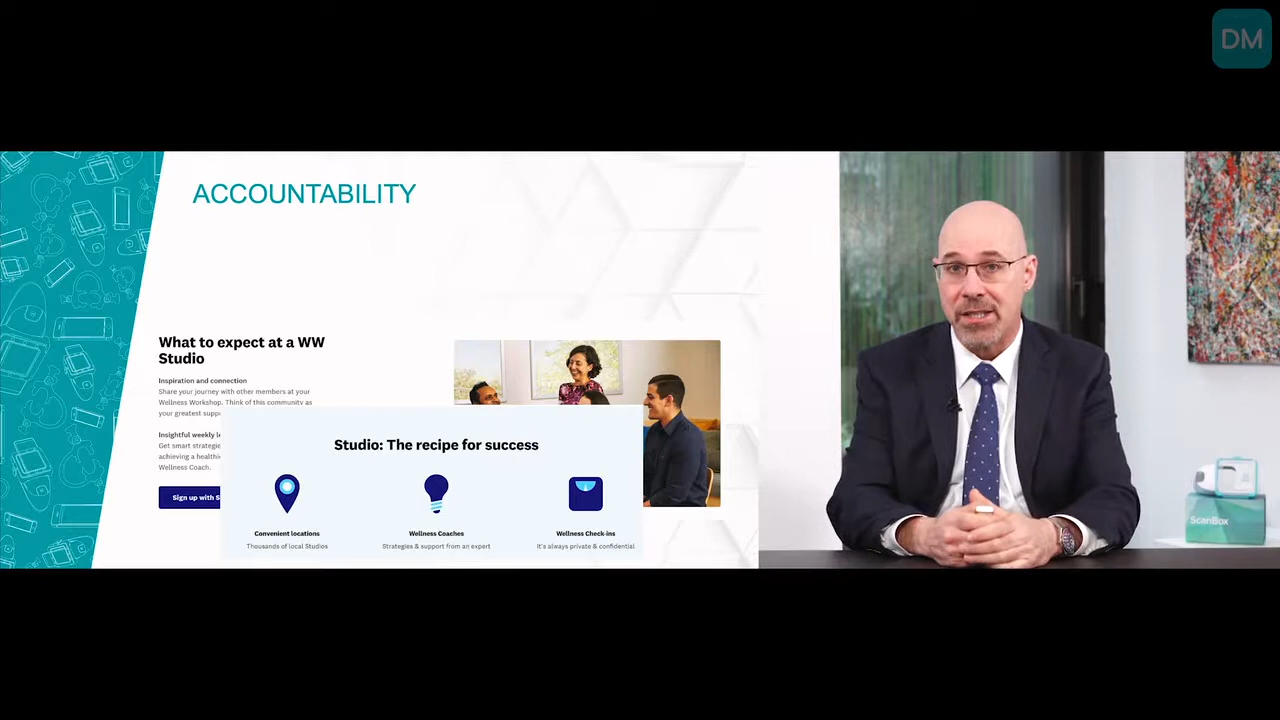 DM
ACCOUNTABILITY
What to expect at a WW
Studio
Inspiration and connection
Share your journey with other members at your
Wellness Workshop. Think of this community as
your greatest supp
Insightful weekly le
Get smart strategie
achieving a healthi
Wellness Coach.
Sign up with S
Studio: The recipe for success
Convenient locations
Thousands of local Studios
Wellness Coaches
Strategies & support from an expert
Wellness Check-ins
It's always private & confidential
ScanBox